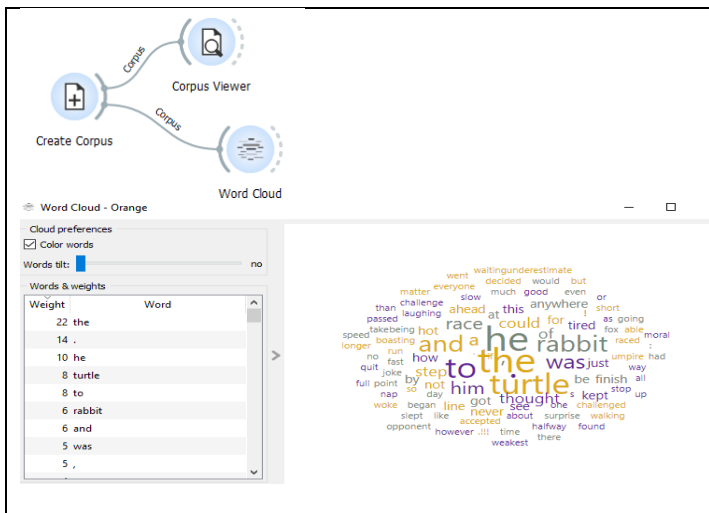 Corpus
Corpus Viewer
Create Corpus
Corpus
Word Cloud
Word Cloud - Orange
Cloud preferences
Color words
Words tilt: no
Words & weights
Weight Word
22 the
14 .
10 he
8 turtle
8 to
6 rabbit
6 and
5 was
5 ,
waitingunderestimate
went decided would but
matter everyone much good even
than challenge slow or
passed laughing ahead at this anywhere ! short
speed takebeing hot race could for of tired fox as going able
longer boasting and a he rabbit raced : moral
no fast run how to the , was just umpire had
quit joke step turtle be finish all way
full point by not him . thought s kept stop up
nap so day line got never see one challenged
woke began about surprise walking
opponent slept like accepted halfway found
however .!!! time there
weakest